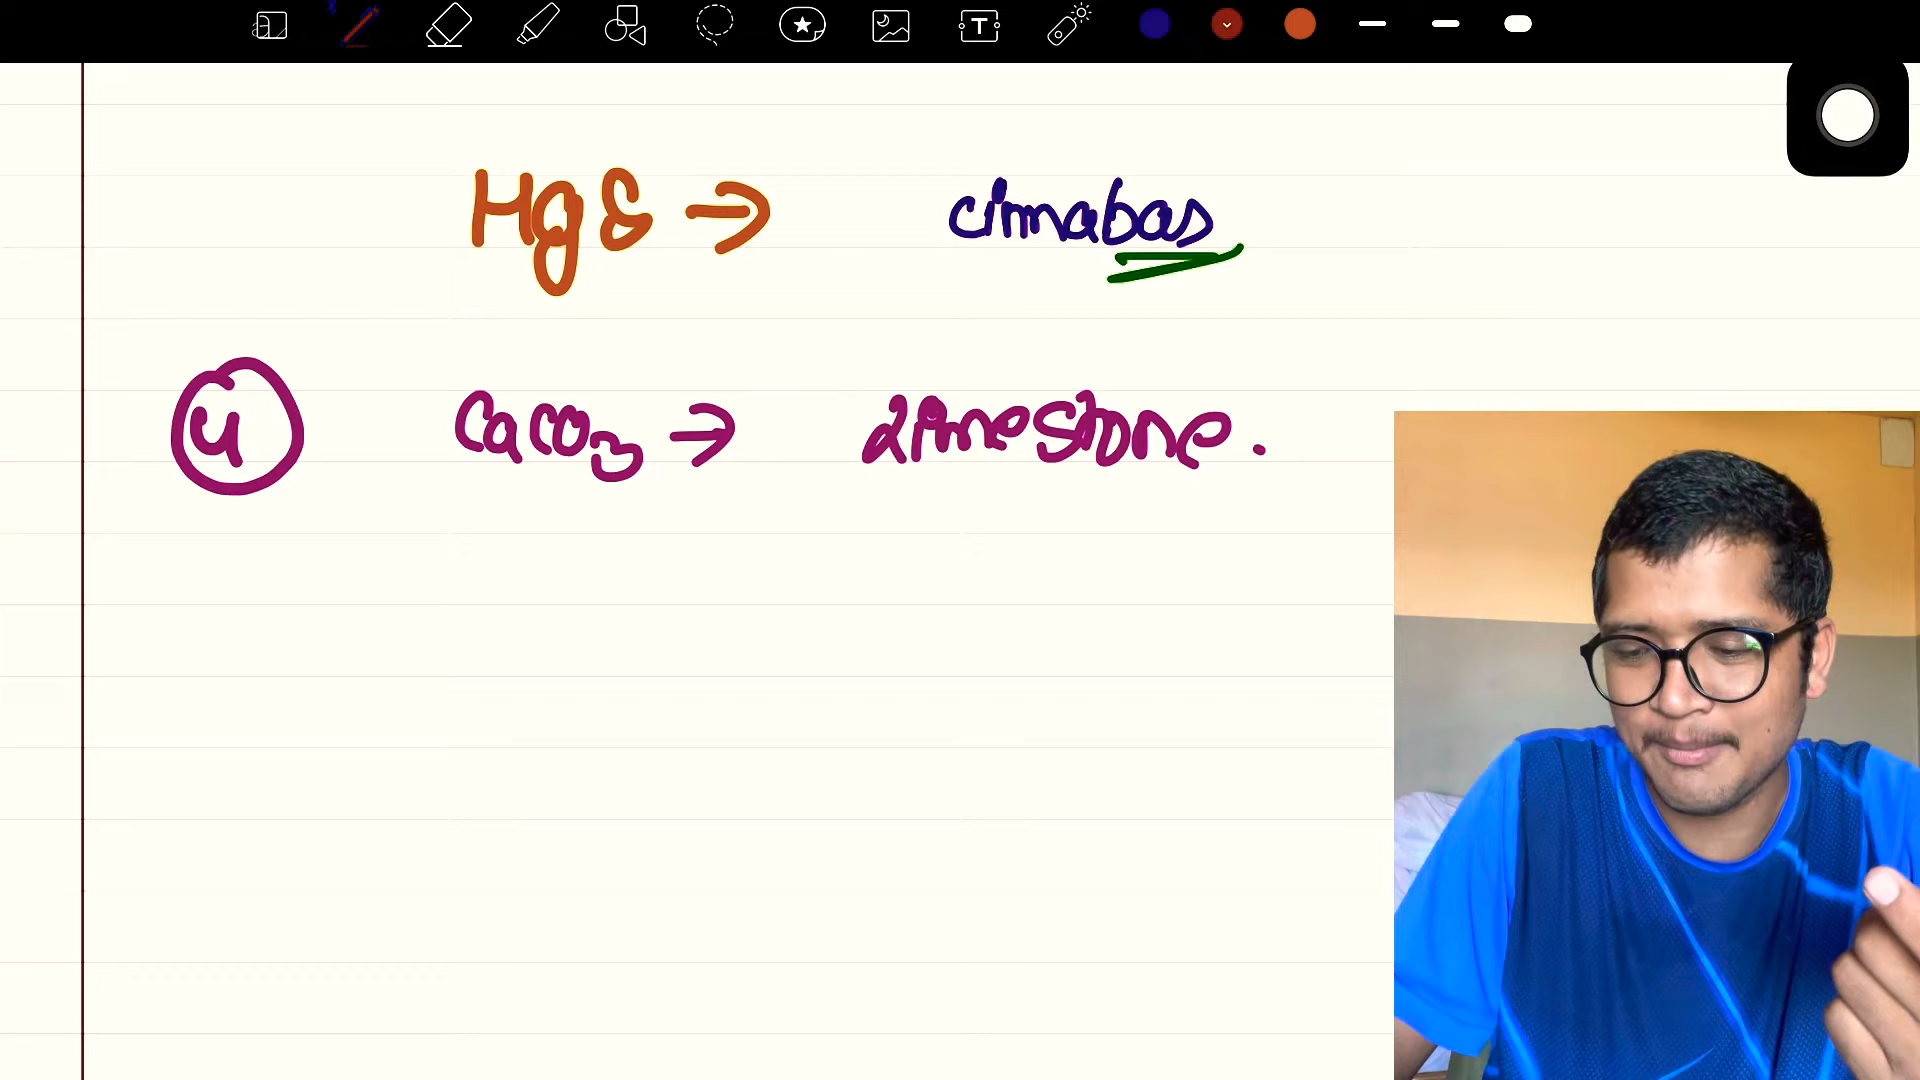 HgS → cinnabar
④ CaCO₃ → Limestone.